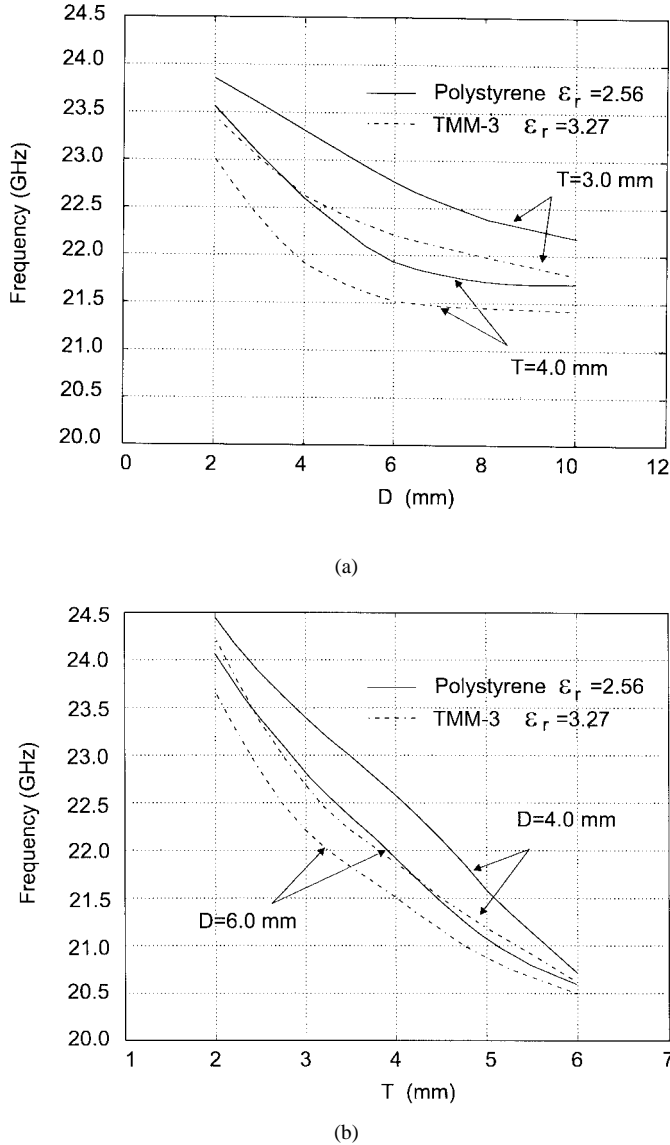 24.5
24.0
23.5
23.0
22.5
22.0
21.5
21.0
20.0
Frequency (GHz)
Polystyrene εr =2.56
TMM-3 εr =3.27
T=3.0 mm
T=4.0 mm
0 2 4 6 8 10 12
D (mm)
(a)
24.5
24.0
23.5
23.0
22.5
22.0
21.5
21.0
20.5
20.0
Frequency (GHz)
Polystyrene εr =2.56
TMM-3 εr =3.27
D=4.0 mm
D=6.0 mm
1 2 3 4 5 6 7
T (mm)
(b)